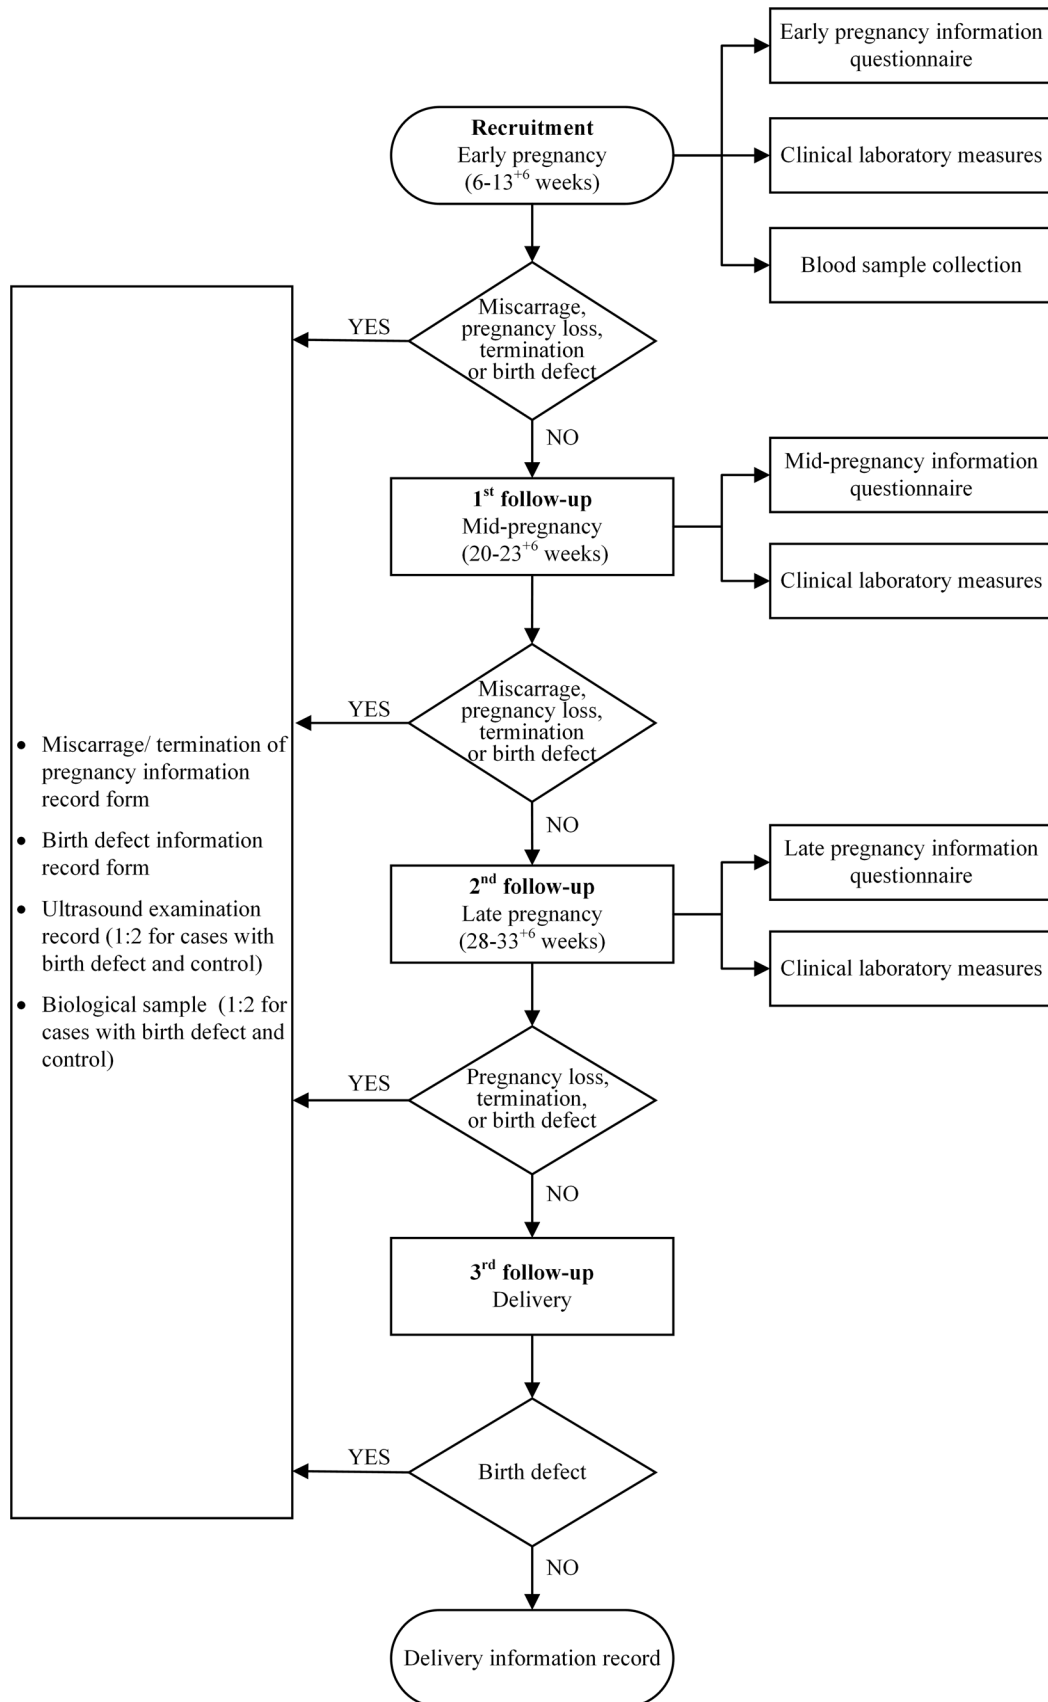 Early pregnancy information
questionnaire
Recruitment
Early pregnancy
(6-13+6 weeks)
Clinical laboratory measures
Blood sample collection
Miscarrage,
pregnancy loss,
termination
or birth defect
YES
NO
Mid-pregnancy information
questionnaire
1st follow-up
Mid-pregnancy
(20-23+6 weeks)
Clinical laboratory measures
Miscarrage,
pregnancy loss,
termination
or birth defect
YES
NO
• Miscarrage/ termination of
pregnancy information
record form
• Birth defect information
record form
• Ultrasound examination
record (1:2 for cases with
birth defect and control)
• Biological sample (1:2 for
cases with birth defect and
control)
Late pregnancy information
questionnaire
2nd follow-up
Late pregnancy
(28-33+6 weeks)
Clinical laboratory measures
Pregnancy loss,
termination,
or birth defect
YES
NO
3rd follow-up
Delivery
YES
Birth defect
NO
Delivery information record